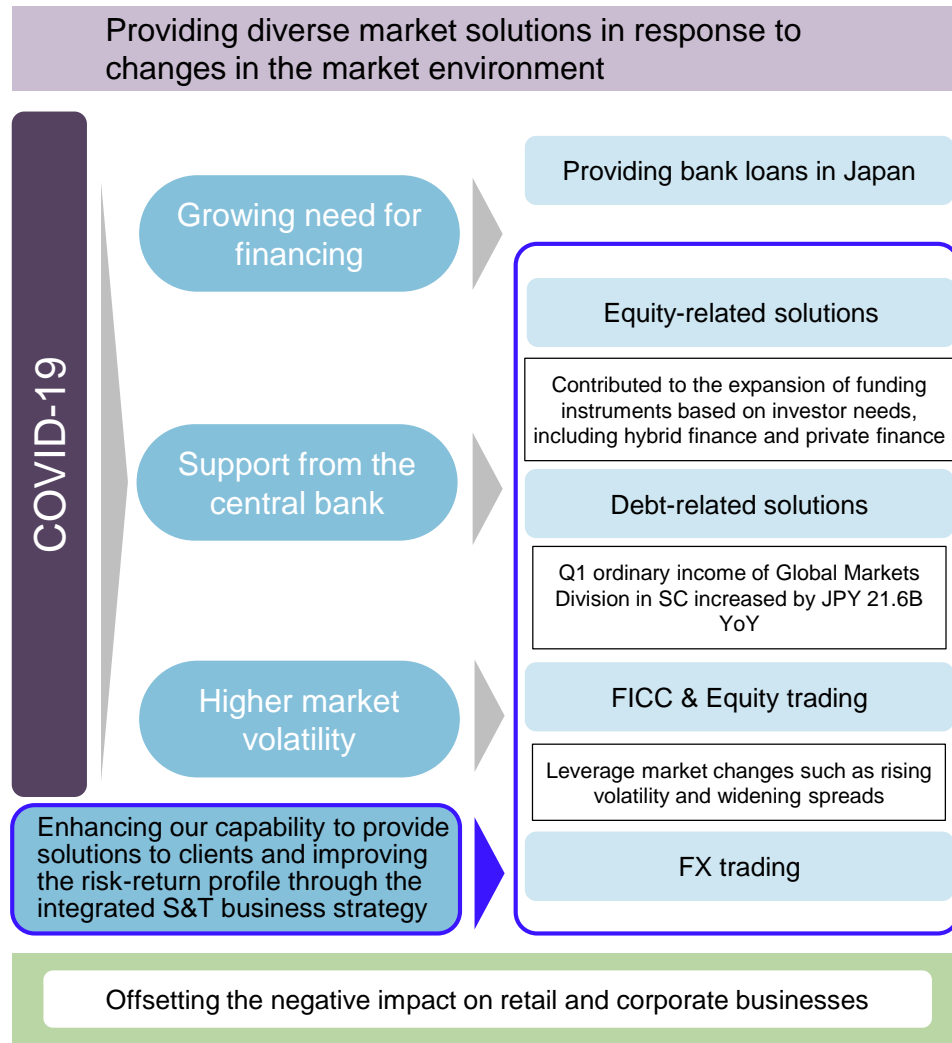 Providing diverse market solutions in response to
changes in the market environment
COVID-19
Growing need for
financing
Support from the
central bank
Higher market
volatility
Enhancing our capability to provide
solutions to clients and improving
the risk-return profile through the
integrated S&T business strategy
Providing bank loans in Japan
Equity-related solutions
Contributed to the expansion of funding
instruments based on investor needs,
including hybrid finance and private finance
Debt-related solutions
Q1 ordinary income of Global Markets
Division in SC increased by JPY 21.6B
YoY
FICC & Equity trading
Leverage market changes such as rising
volatility and widening spreads
FX trading
Offsetting the negative impact on retail and corporate businesses